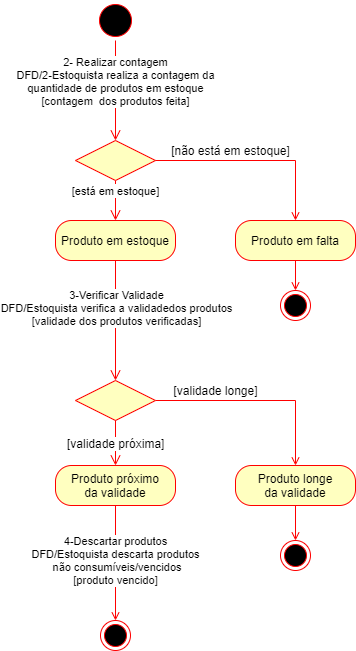 2- Realizar contagem
DFD/2-Estoquista realiza a contagem da
quantidade de produtos em estoque
[contagem  dos produtos feita]
[não está em estoque]
[está em estoque]
Produto em estoque
Produto em falta
3-Verificar Validade
DFD/Estoquista verifica a validadedos produtos
[validade dos produtos verificadas]
[validade longe]
[validade próxima]
Produto próximo
da validade
Produto longe
da validade
4-Descartar produtos
DFD/Estoquista descarta produtos
não consumíveis/vencidos
[produto vencido]